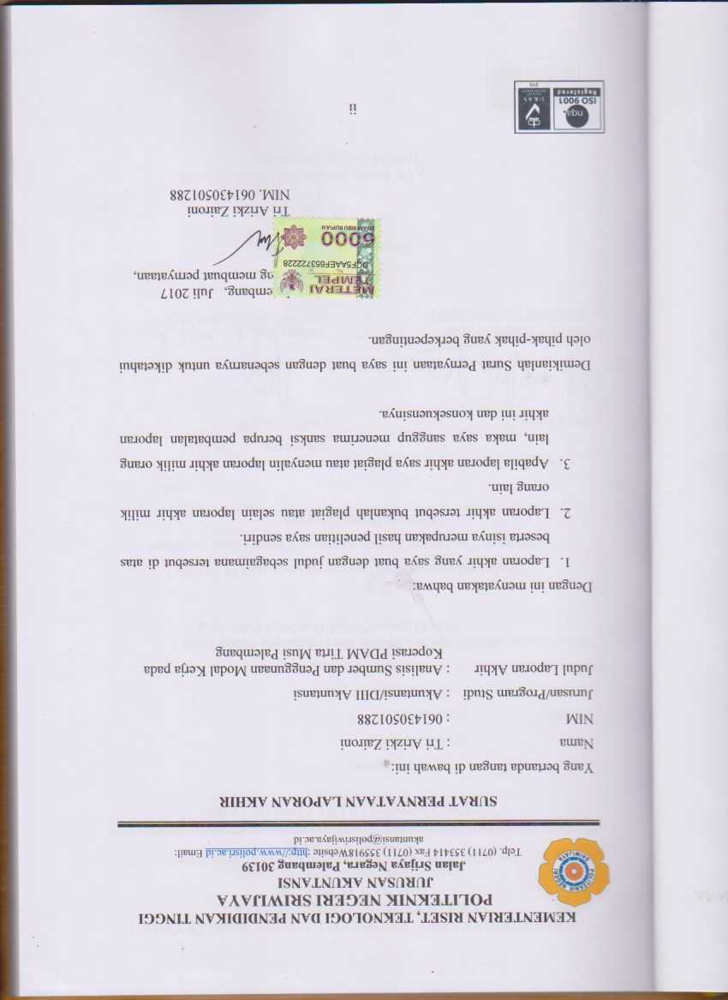 KEMENTERIAN RISET, TEKNOLOGI DAN PENDIDIKAN TINGGI
POLITEKNIK NEGERI SRIWIJAYA
JURUSAN AKUNTANSI
Jalan Srijaya Negara, Palembang 30139
Telp. (0711) 353414 Fax (0711) 355918Website :http://www.polisri.ac.id Email:
akuntansi@polisriwijaya.ac.id
POLITEKNIK NEGERI
SRIWIJAYA
SURAT PERNYATAAN LAPORAN AKHIR
Yang bertanda tangan di bawah ini:
Nama : Tri Arizki Zaironi
NIM : 061430501288
Jurusan/Program Studi : Akuntansi/DIII Akuntansi
Judul Laporan Akhir : Analisis Sumber dan Penggunaan Modal Kerja pada
Koperasi PDAM Tirta Musi Palembang
Dengan ini menyatakan bahwa:
1. Laporan akhir yang saya buat dengan judul sebagaimana tersebut di atas
beserta isinya merupakan hasil penelitian saya sendiri.
2. Laporan akhir tersebut bukanlah plagiat atau selain laporan akhir milik
orang lain.
3. Apabila laporan akhir saya plagiat atau menyalin laporan akhir milik orang
lain, maka saya sanggup menerima sanksi berupa pembatalan laporan
akhir ini dan konsekuensinya.
Demikianlah Surat Pernyataan ini saya buat dengan sebenarnya untuk diketahui
oleh pihak-pihak yang berkepentingan.
embang, Juli 2017
ng membuat pernyataan,
METERAI
TEMPEL
DCF5AAEF653722228
6000
ENAM RIBU RUPIAH
Tri Arizki Zaironi
NIM. 061430501288
ii
nqa.
ISO 9001
Registered
UKAS
015